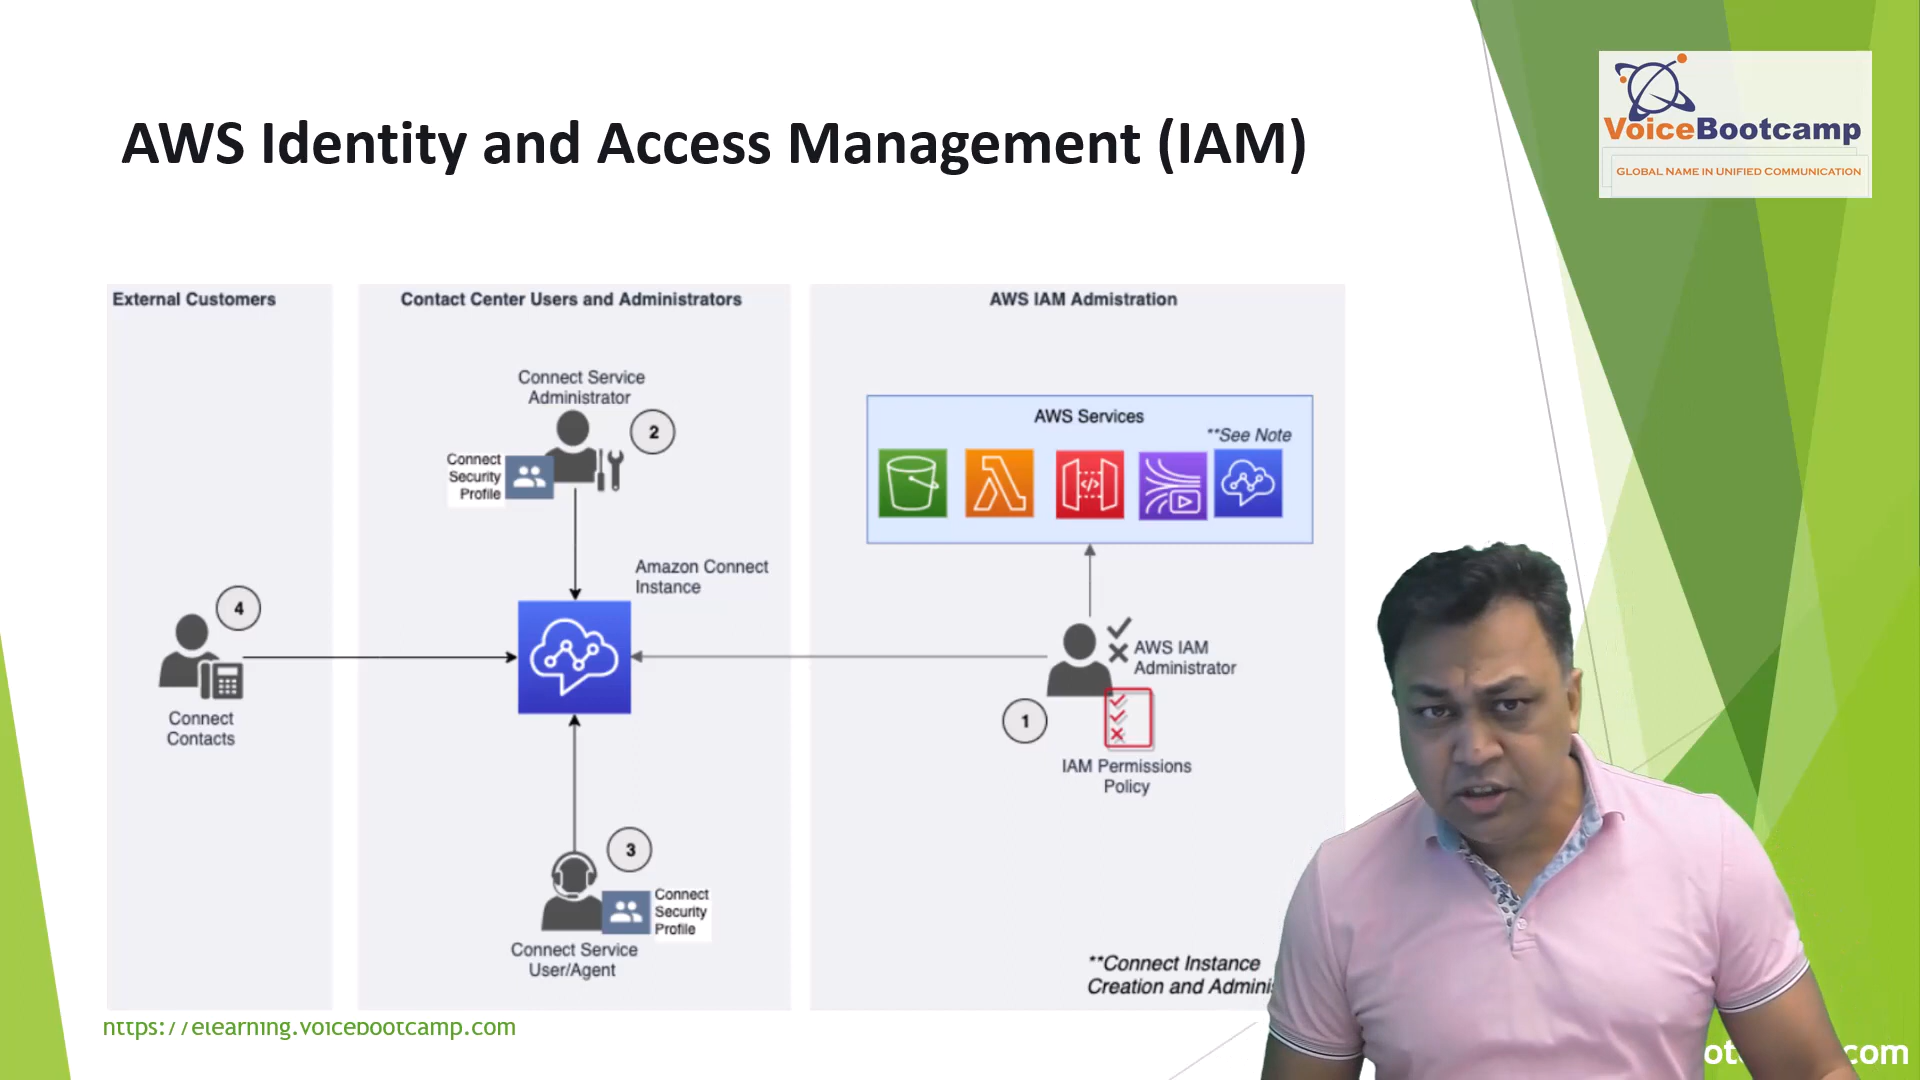 AWS Identity and Access Management (IAM)
VoiceBootcamp
GLOBAL NAME IN UNIFIED COMMUNICATION
External Customers
Contact Center Users and Administrators
AWS IAM Admistration
Connect Service
Administrator
2
Connect
Security
Profile
AWS Services
**See Note
Amazon Connect
Instance
4
Connect
Contacts
AWS IAM
Administrator
1
IAM Permissions
Policy
3
Connect
Security
Profile
Connect Service
User/Agent
**Connect Instance
Creation and
https://elearning.voicebootcamp.com